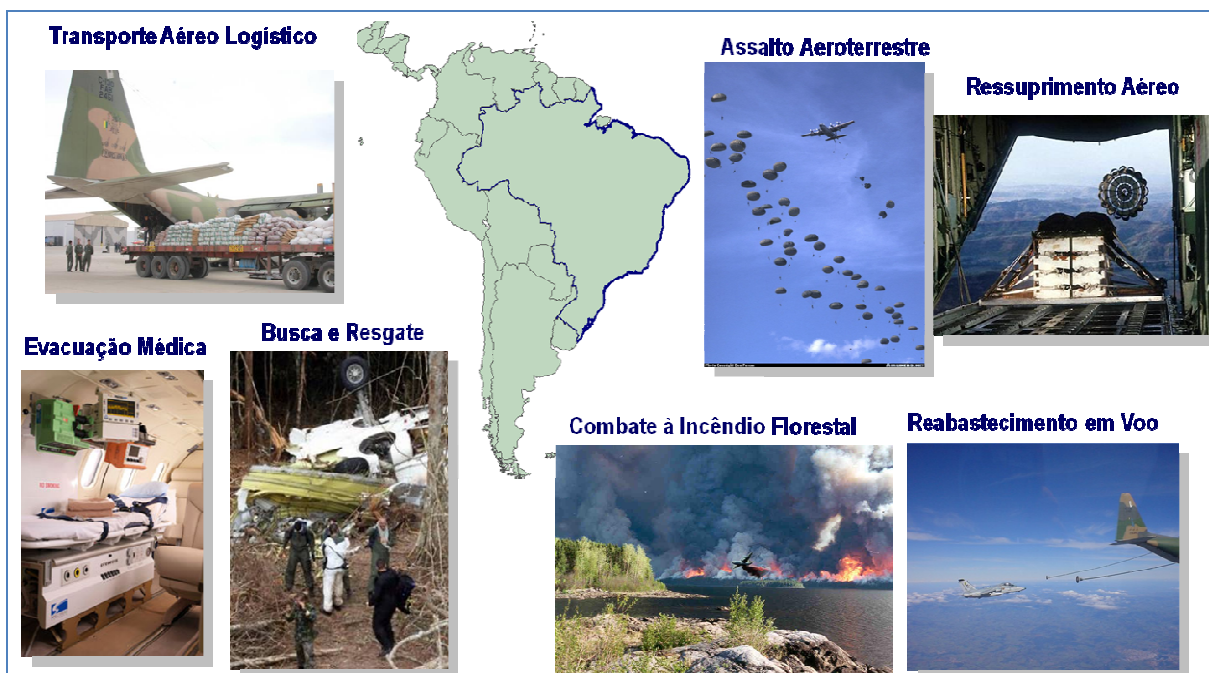 Transporte Aéreo Logístico
Assalto Aeroterrestre
Ressuprimento Aéreo
Evacuação Médica
Busca e Resgate
Combate à Incêndio Florestal
Reabastecimento em Voo